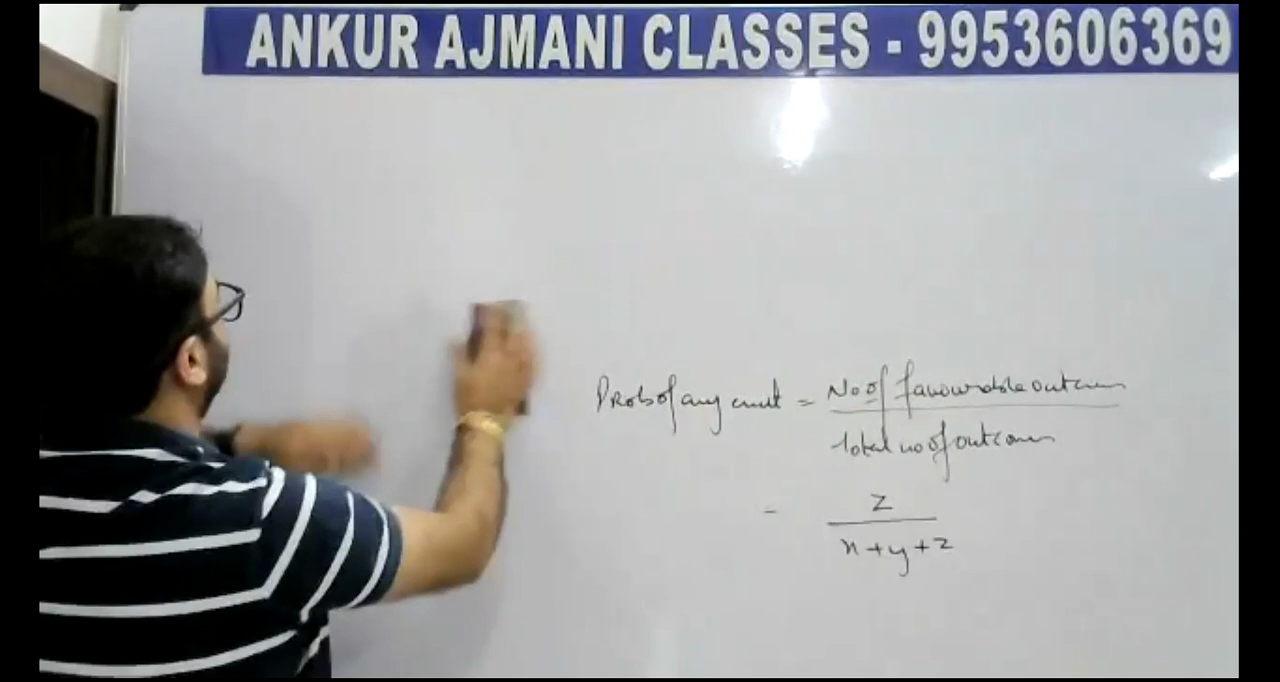 ANKUR AJMANI CLASSES - 9953606369
Prob of any event = No of favourable outcomes
Total no of outcomes
= z
x + y + z